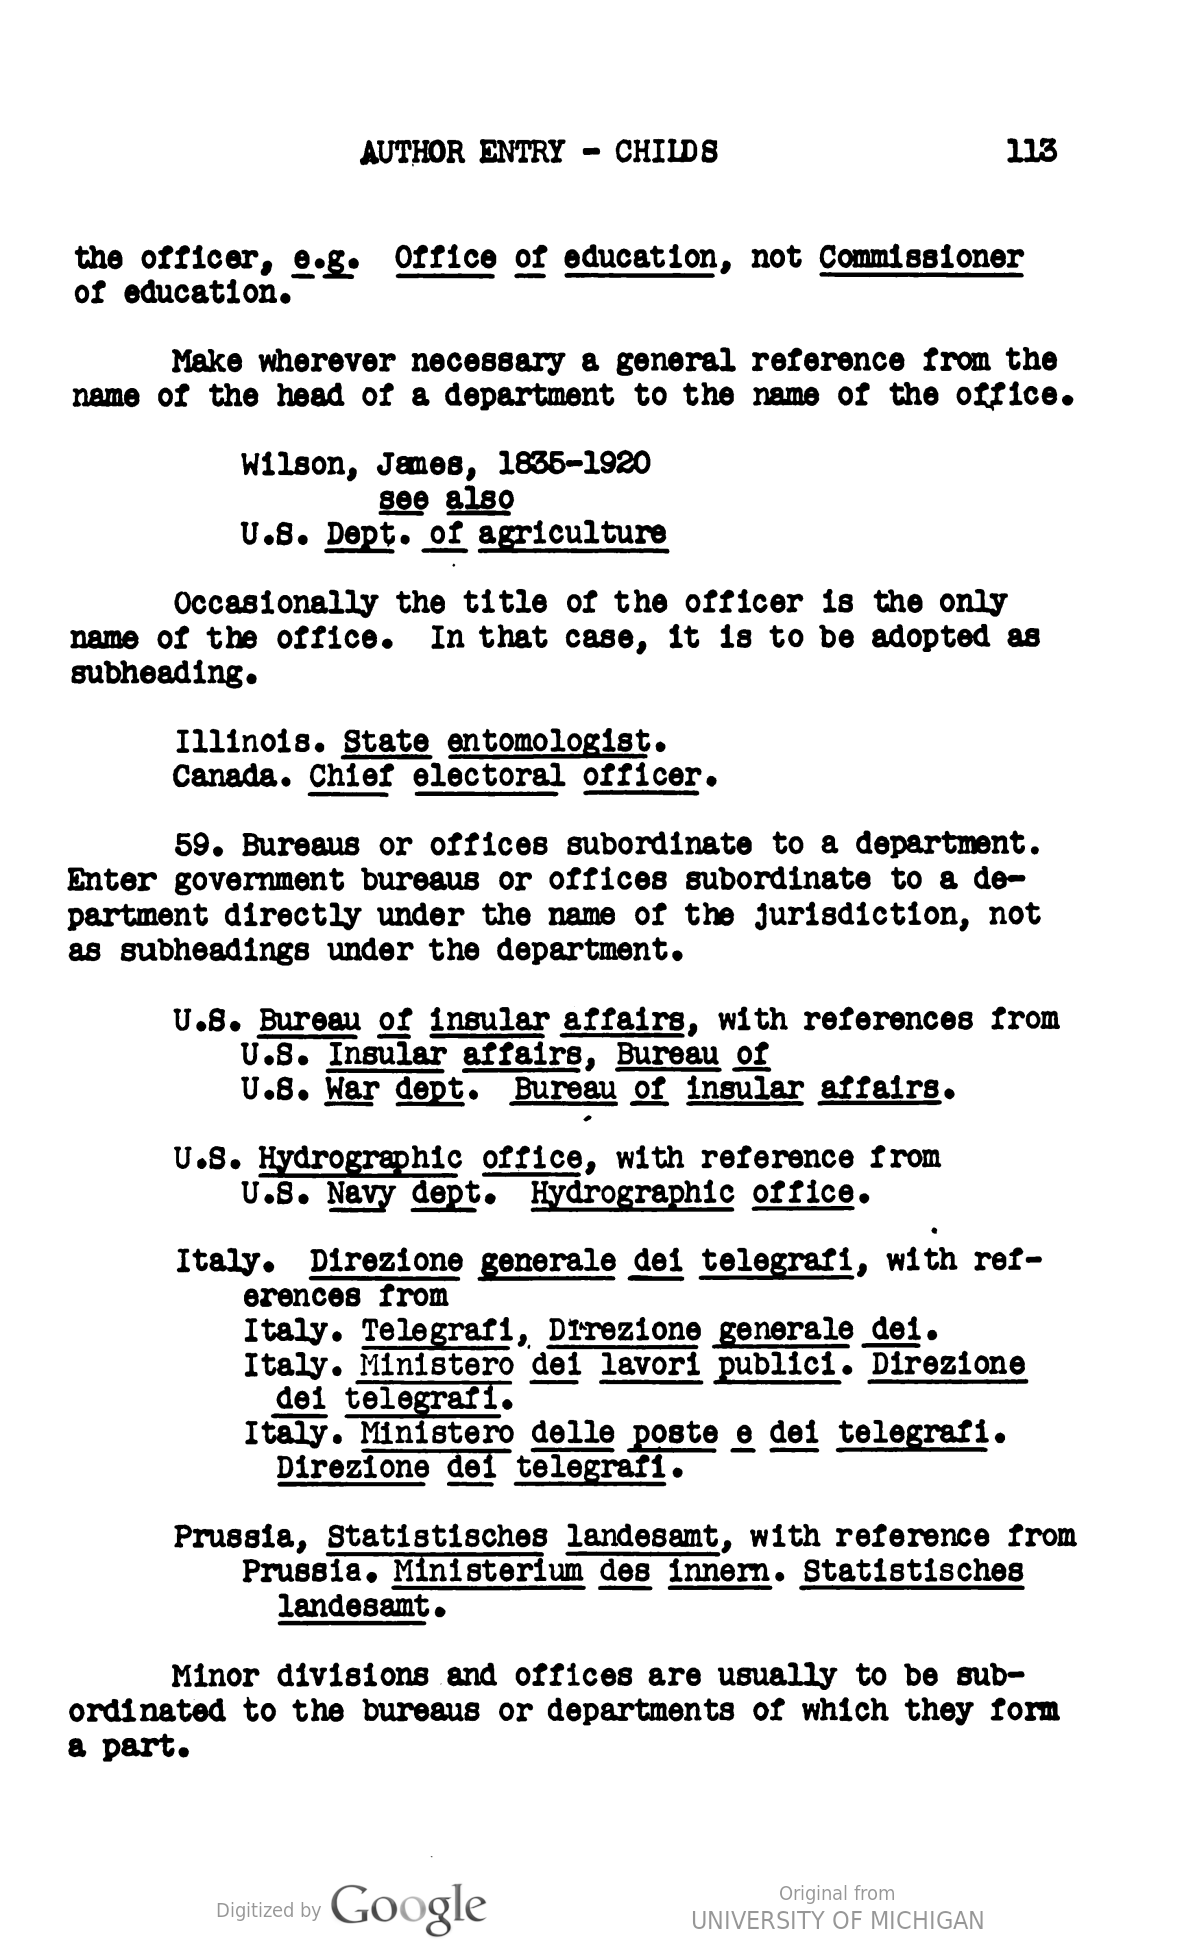 AUTHOR ENTRY - CHILDS 113
the officer, e.g. Office of education, not Commissioner
of education.
Make wherever necessary a general reference from the
name of the head of a department to the name of the office.
Wilson, James, 1835-1920
see also
U.S. Dept. of agriculture
Occasionally the title of the officer is the only
name of the office. In that case, it is to be adopted as
subheading.
Illinois. State entomologist.
Canada. Chief electoral officer.
59. Bureaus or offices subordinate to a department.
Enter government bureaus or offices subordinate to a de-
partment directly under the name of the jurisdiction, not
as subheadings under the department.
U.S. Bureau of insular affairs, with references from
U.S. Insular affairs, Bureau of
U.S. War dept. Bureau of insular affairs.
U.S. Hydrographic office, with reference from
U.S. Navy dept. Hydrographic office.
Italy. Direzione generale dei telegrafi, with ref-
erences from
Italy. Telegrafi, Direzione generale dei.
Italy. Ministero dei lavori publici. Direzione
dei telegrafi.
Italy. Ministero delle poste e dei telegrafi.
Direzione dei telegrafi.
Prussia, Statistisches landesamt, with reference from
Prussia. Ministerium des innern. Statistisches
landesamt.
Minor divisions and offices are usually to be sub-
ordinated to the bureaus or departments of which they form
a part.
Digitized by Google
Original from
UNIVERSITY OF MICHIGAN